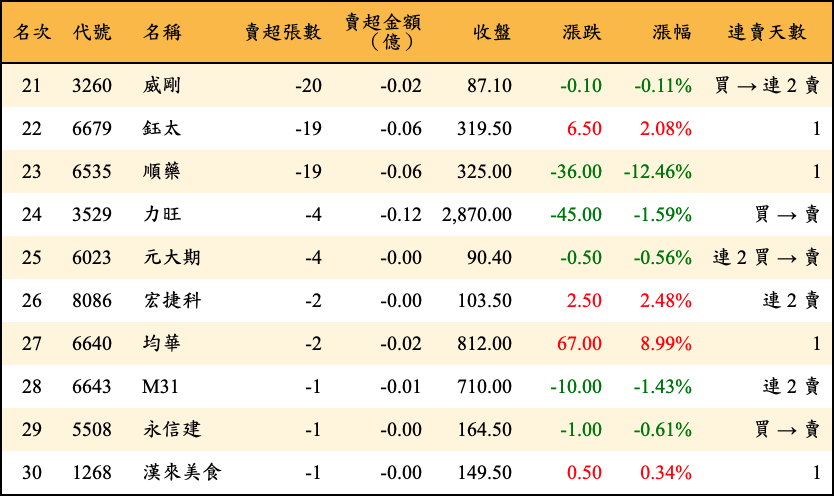 名次 代號 名稱 賣超張數 賣超金額（億） 收盤 漲跌 漲幅 連賣天數
21 3260 威剛 -20 -0.02 87.10 -0.10 -0.11% 買 → 連 2 賣
22 6679 鈺太 -19 -0.06 319.50 6.50 2.08% 1
23 6535 順藥 -19 -0.06 325.00 -36.00 -12.46% 1
24 3529 力旺 -4 -0.12 2,870.00 -45.00 -1.59% 買 → 賣
25 6023 元大期 -4 -0.00 90.40 -0.50 -0.56% 連 2 買 → 賣
26 8086 宏捷科 -2 -0.00 103.50 2.50 2.48% 連 2 賣
27 6640 均華 -2 -0.02 812.00 67.00 8.99% 1
28 6643 M31 -1 -0.01 710.00 -10.00 -1.43% 連 2 賣
29 5508 永信建 -1 -0.00 164.50 -1.00 -0.61% 買 → 賣
30 1268 漢來美食 -1 -0.00 149.50 0.50 0.34% 1